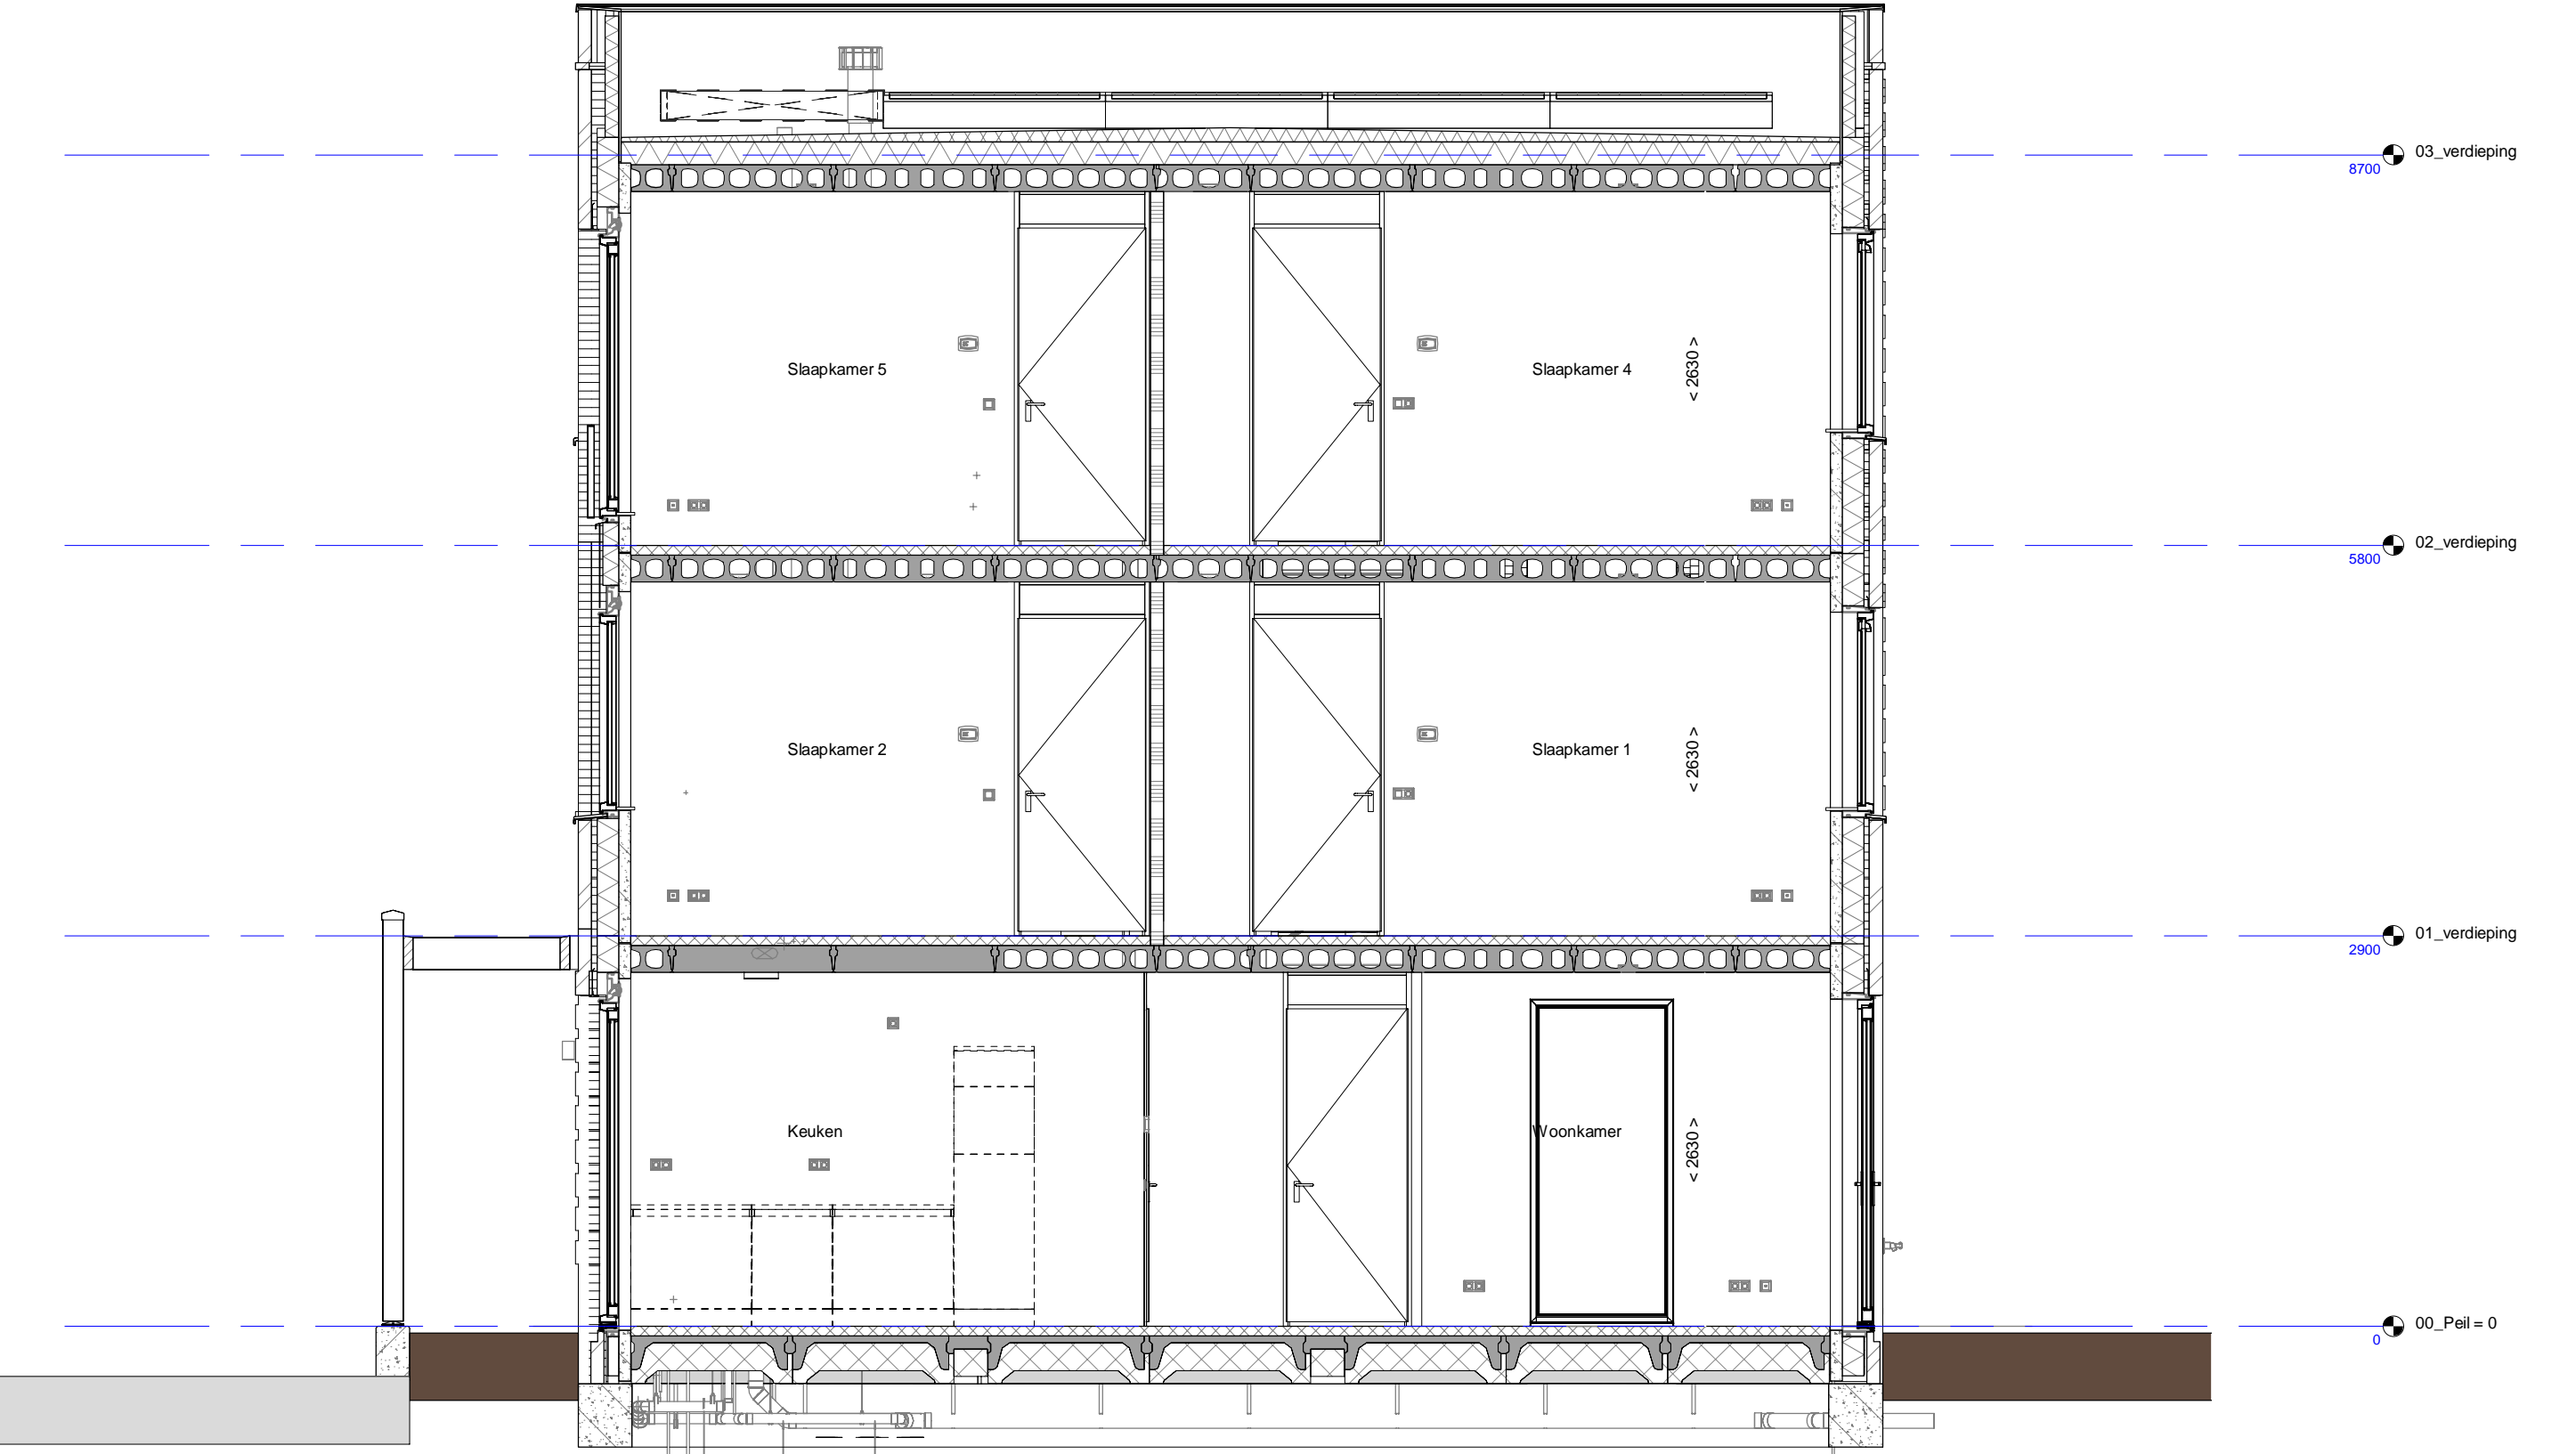 03_verdieping
8700
Slaapkamer 5
Slaapkamer 4
< 2630 >
02_verdieping
5800
Slaapkamer 2
Slaapkamer 1
< 2630 >
01_verdieping
2900
Keuken
Woonkamer
< 2630 >
00_Peil = 0
0